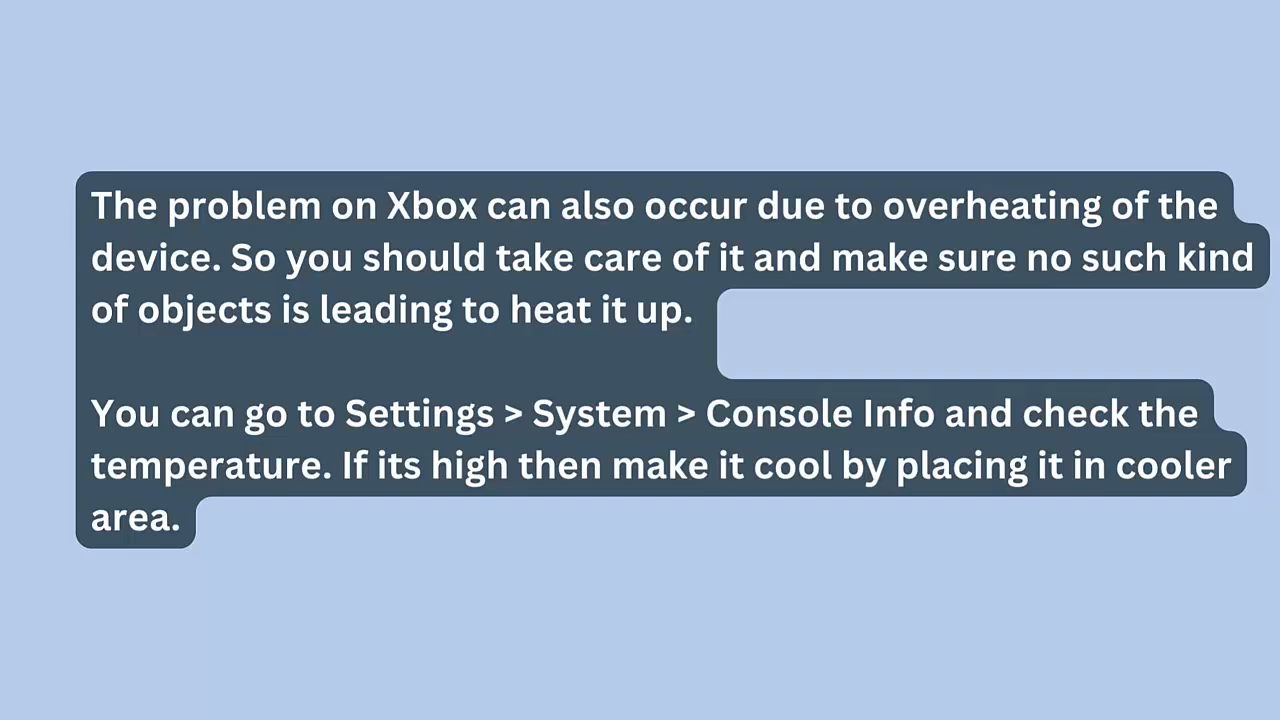 The problem on Xbox can also occur due to overheating of the
device. So you should take care of it and make sure no such kind
of objects is leading to heat it up.
You can go to Settings > System > Console Info and check the
temperature. If its high then make it cool by placing it in cooler
area.